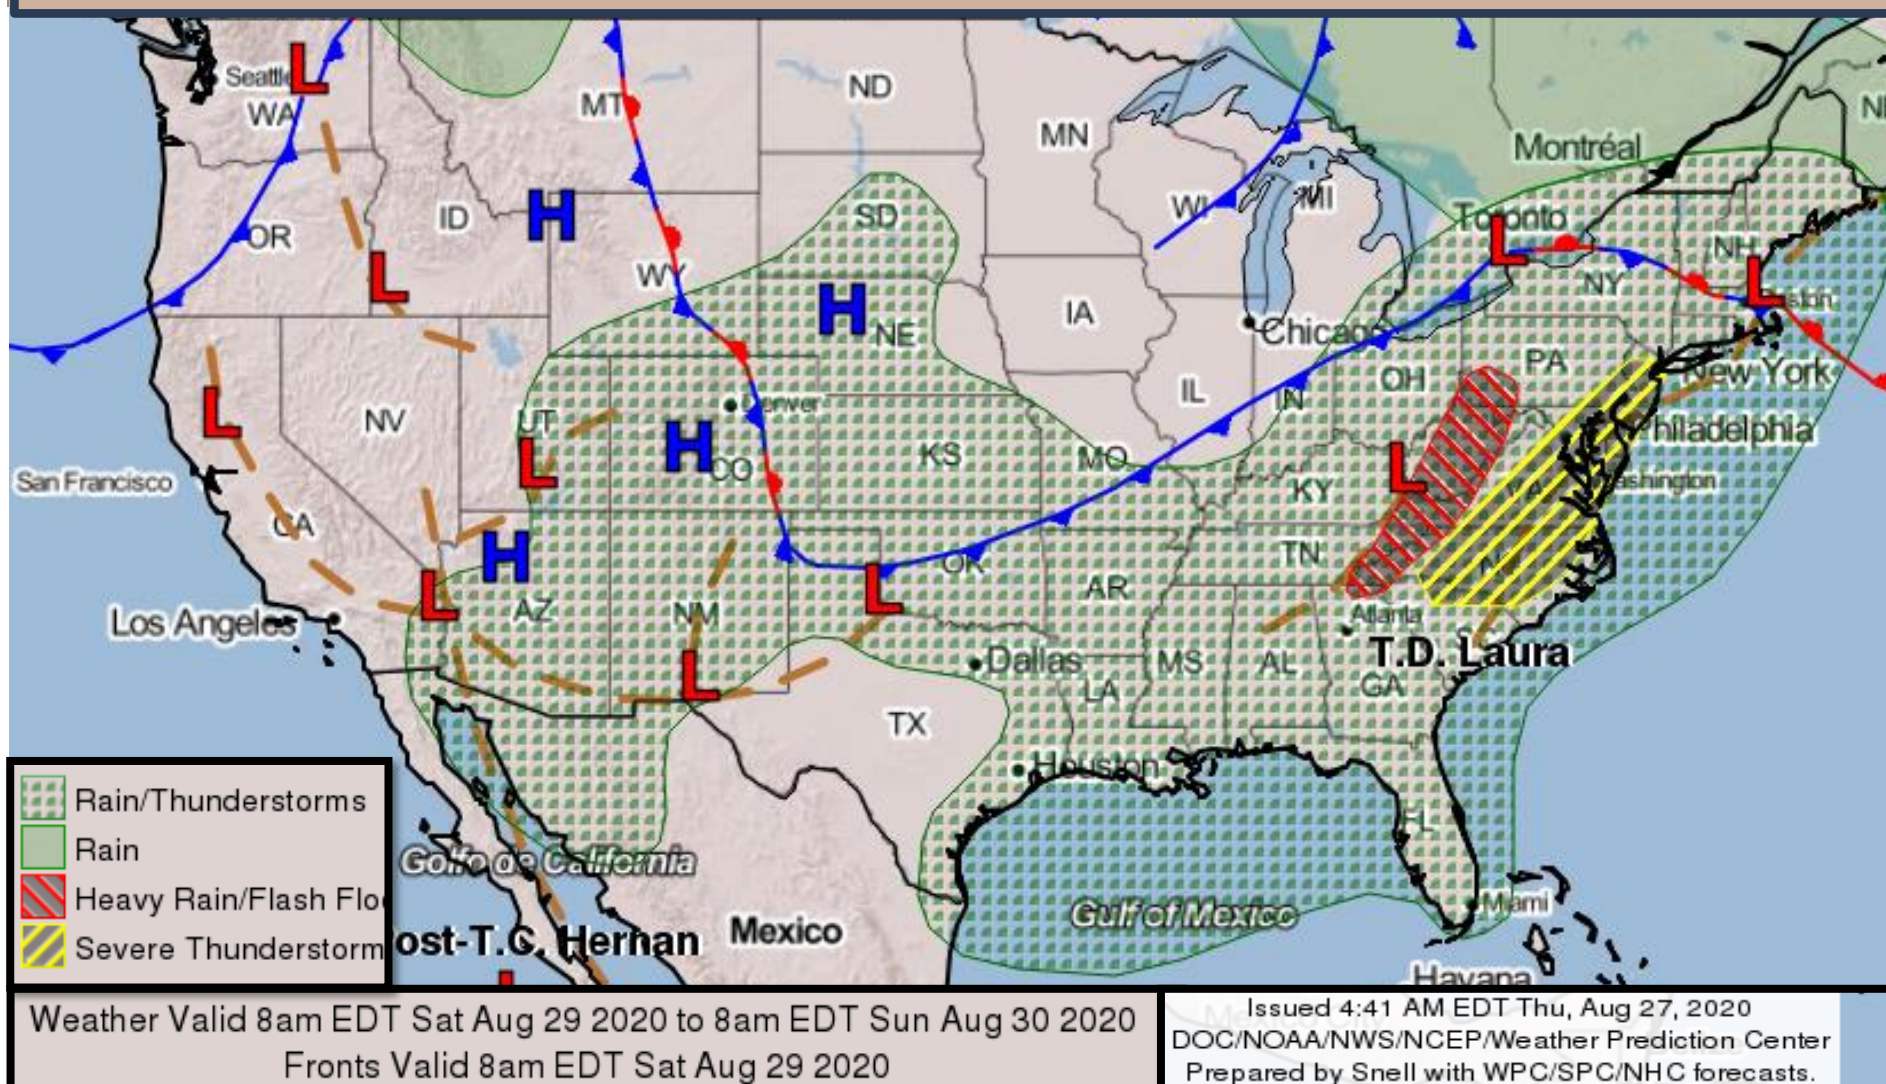 Seattle
WA
MT
ND
MN
Montréal
OR
ID
SD
WI
MI
Toronto
NH
WY
NY
Boston
NE
IA
Chicago
PA
New York
OH
NV
UT
Denver
IL
IN
Philadelphia
San Francisco
CO
KS
MO
KY
VA
Washington
CA
AZ
NM
OK
AR
TN
Los Angeles
Atlanta
T.D. Laura
Dallas
LA
MS
AL
GA
SC
TX
Houston
FL
Golfo de California
Gulf of Mexico
Miami
ost-T.C. Hernan
Mexico
Havana
L
L
L
L
L
L
L
L
L
L
H
H
H
H
Rain/Thunderstorms
Rain
Heavy Rain/Flash Flo
Severe Thunderstorm
Weather Valid 8am EDT Sat Aug 29 2020 to 8am EDT Sun Aug 30 2020
Fronts Valid 8am EDT Sat Aug 29 2020
Issued 4:41 AM EDT Thu, Aug 27, 2020
DOC/NOAA/NWS/NCEP/Weather Prediction Center
Prepared by Snell with WPC/SPC/NHC forecasts.
Mexico City